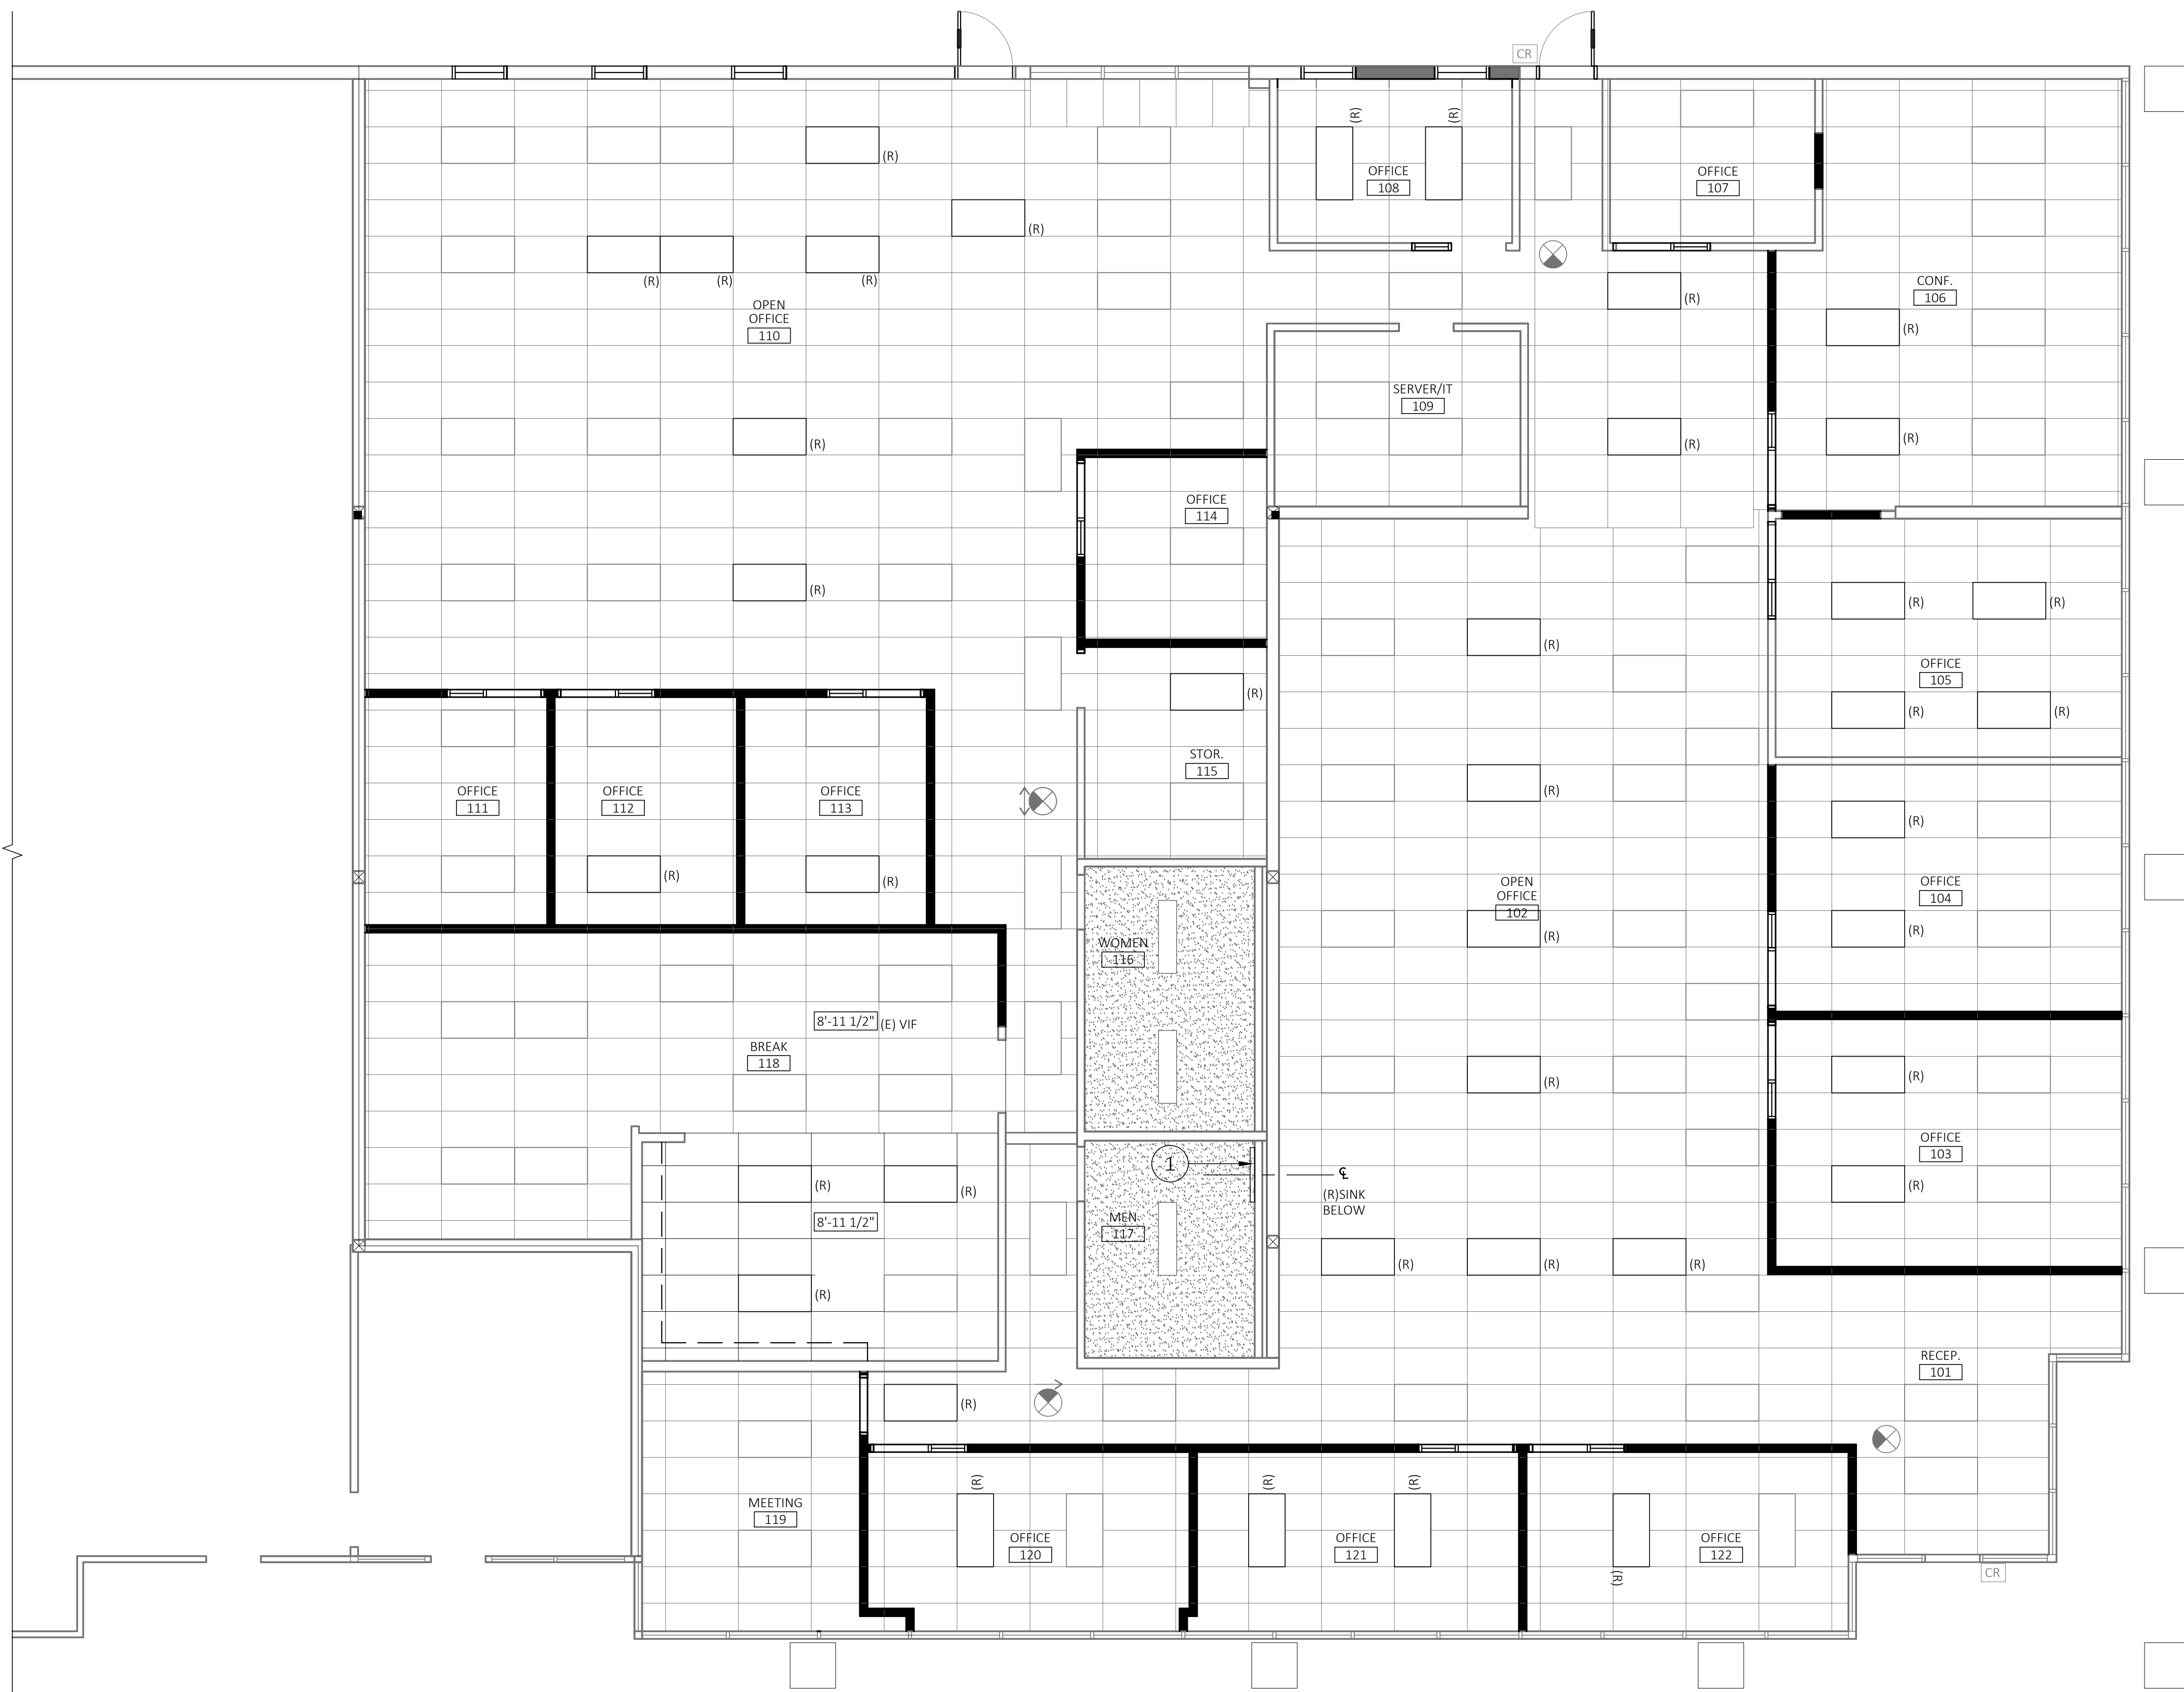 CR
(R)
(R)
(R)
OFFICE
108
OFFICE
107
(R)
(R)
(R)
(R)
OPEN
OFFICE
110
CONF.
106
(R)
(R)
SERVER/IT
109
(R)
(R)
(R)
OFFICE
114
(R)
(R)
(R)
(R)
OFFICE
105
(R)
(R)
(R)
STOR.
115
OFFICE
111
OFFICE
112
OFFICE
113
(R)
(R)
(R)
(R)
OPEN
OFFICE
102
OFFICE
104
(R)
(R)
WOMEN
116
8'-11 1/2" (E) VIF
BREAK
118
(R)
(R)
OFFICE
103
1
℄
(R)
(R)
(R)SINK
BELOW
(R)
8'-11 1/2"
MEN
117
(R)
(R)
(R)
(R)
RECEP.
101
(R)
(R)
(R)
(R)
MEETING
119
OFFICE
120
OFFICE
121
OFFICE
122
(R)
CR